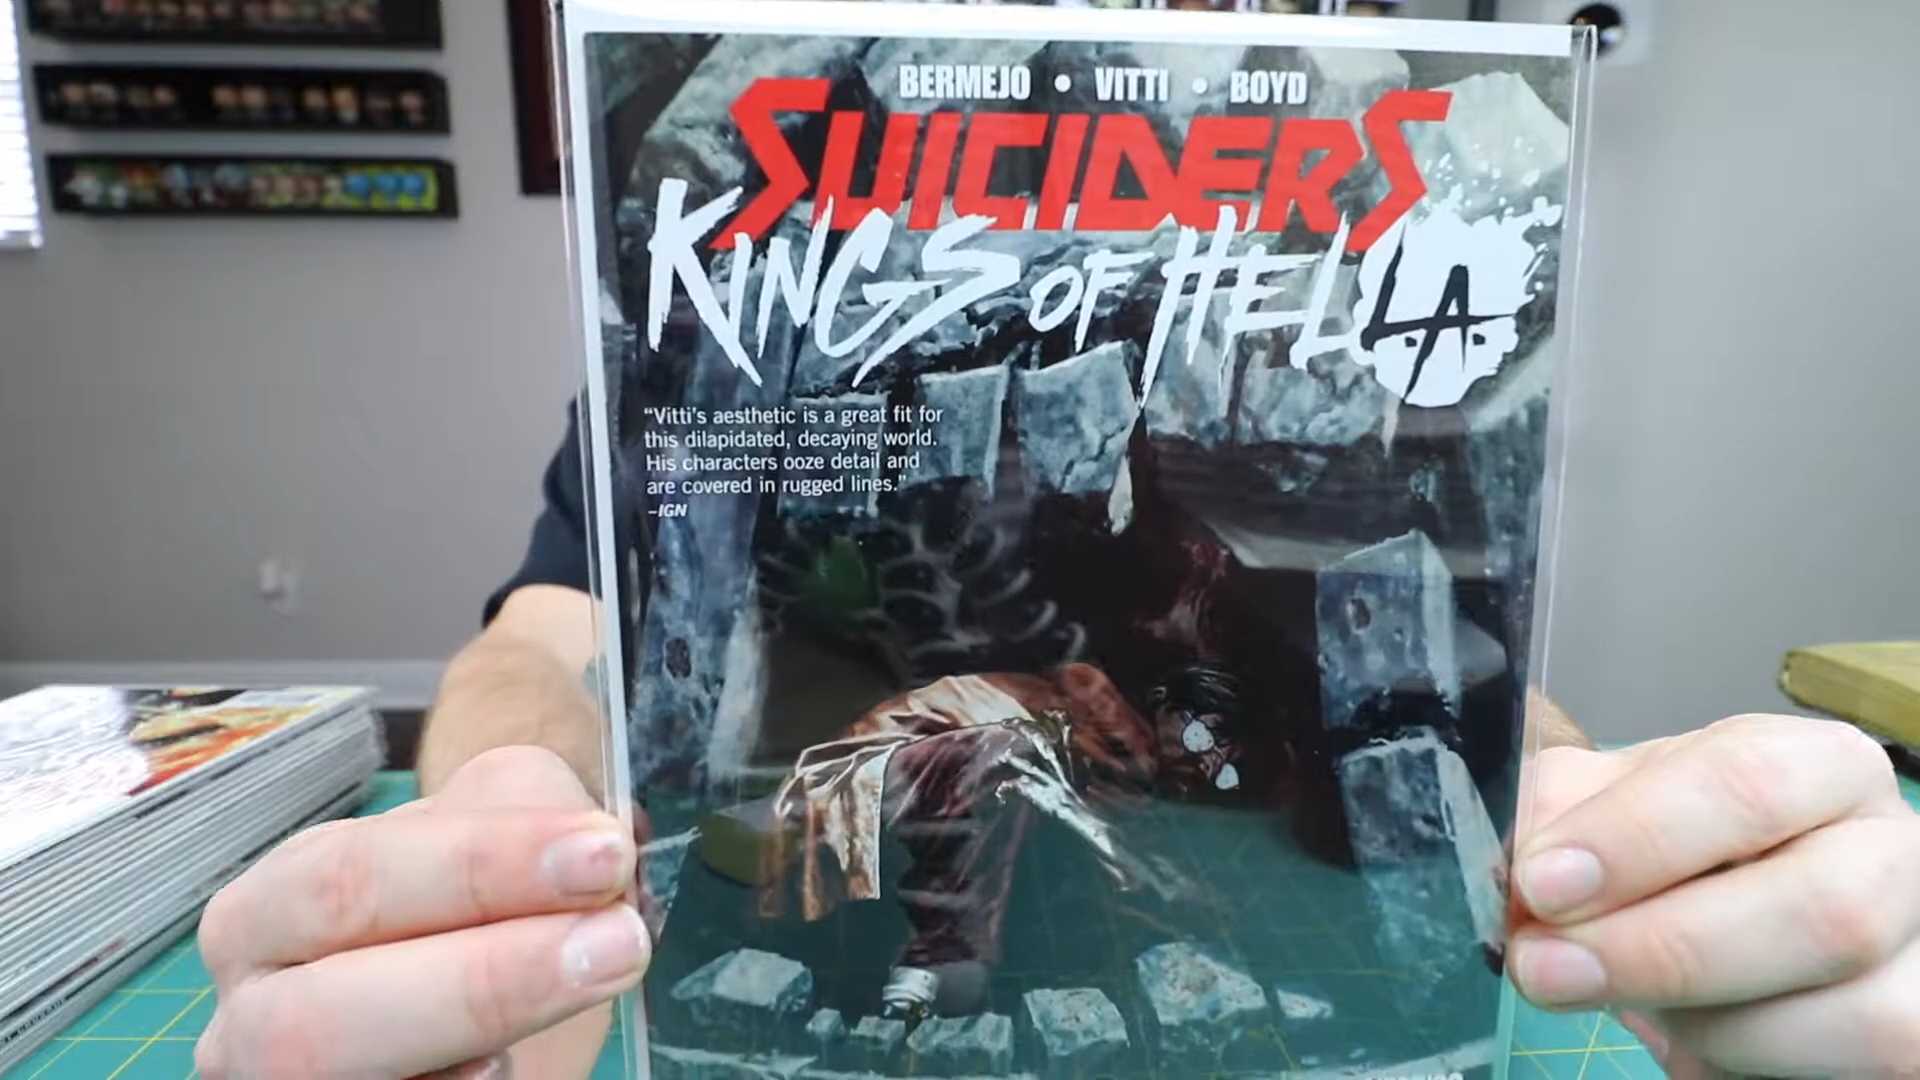 BERMEJO • VITTI • BOYD
SUICIDERS
KINGS OF HELLA
“Vitti’s aesthetic is a great fit for
this dilapidated, decaying world.
His characters ooze detail and
are covered in rugged lines.”
–IGN